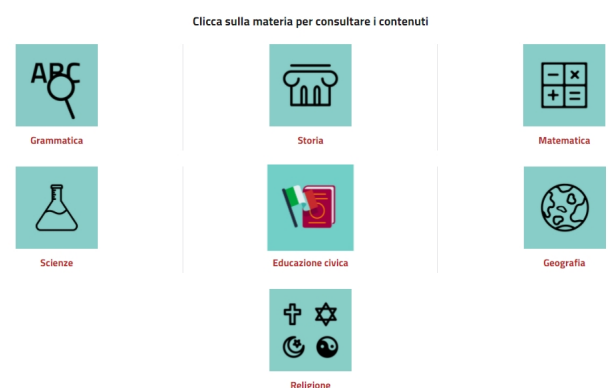 Clicca sulla materia per consultare i contenuti
ABC
Grammatica
Storia
Matematica
Scienze
Educazione civica
Geografia
Religione